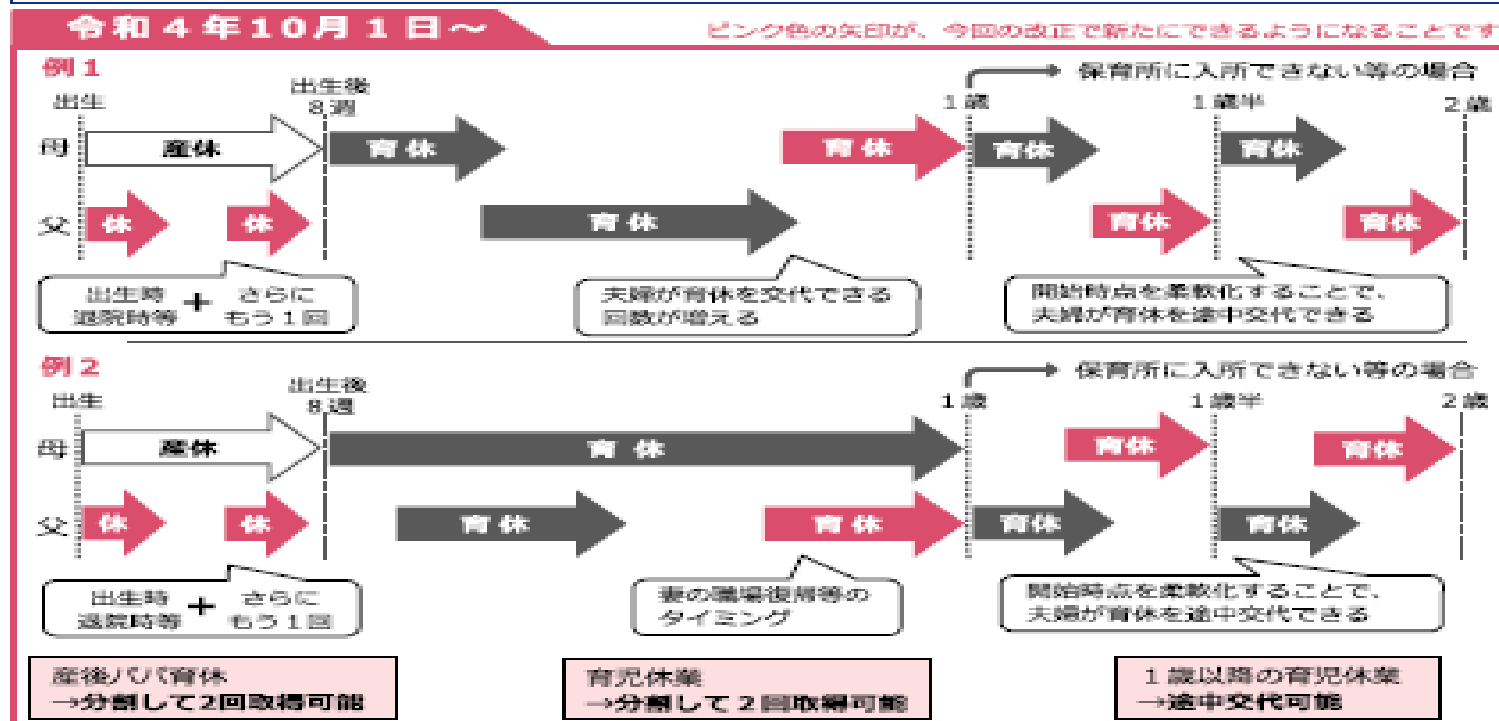 令和４年10月１日～
ピンク色の矢印が、今回の改正で新たにできるようになることです
例１
保育所に入所できない等の場合
出生
出生後
８週
１歳
１歳半
２歳
母
産休
育休
育休
育休
育休
父
休
休
育休
育休
育休
出生時
退院時等
＋
さらに
もう１回
夫婦が育休を交代できる
回数が増える
開始時点を柔軟化することで、
夫婦が育休を途中交代できる
例２
保育所に入所できない等の場合
出生
出生後
８週
１歳
１歳半
２歳
母
産休
育休
育休
育休
父
休
休
育休
育休
育休
育休
出生時
退院時等
＋
さらに
もう１回
妻の職場復帰等の
タイミング
開始時点を柔軟化することで、
夫婦が育休を途中交代できる
産後パパ育休
→分割して2回取得可能
育児休業
→分割して２回取得可能
１歳以降の育児休業
→途中交代可能